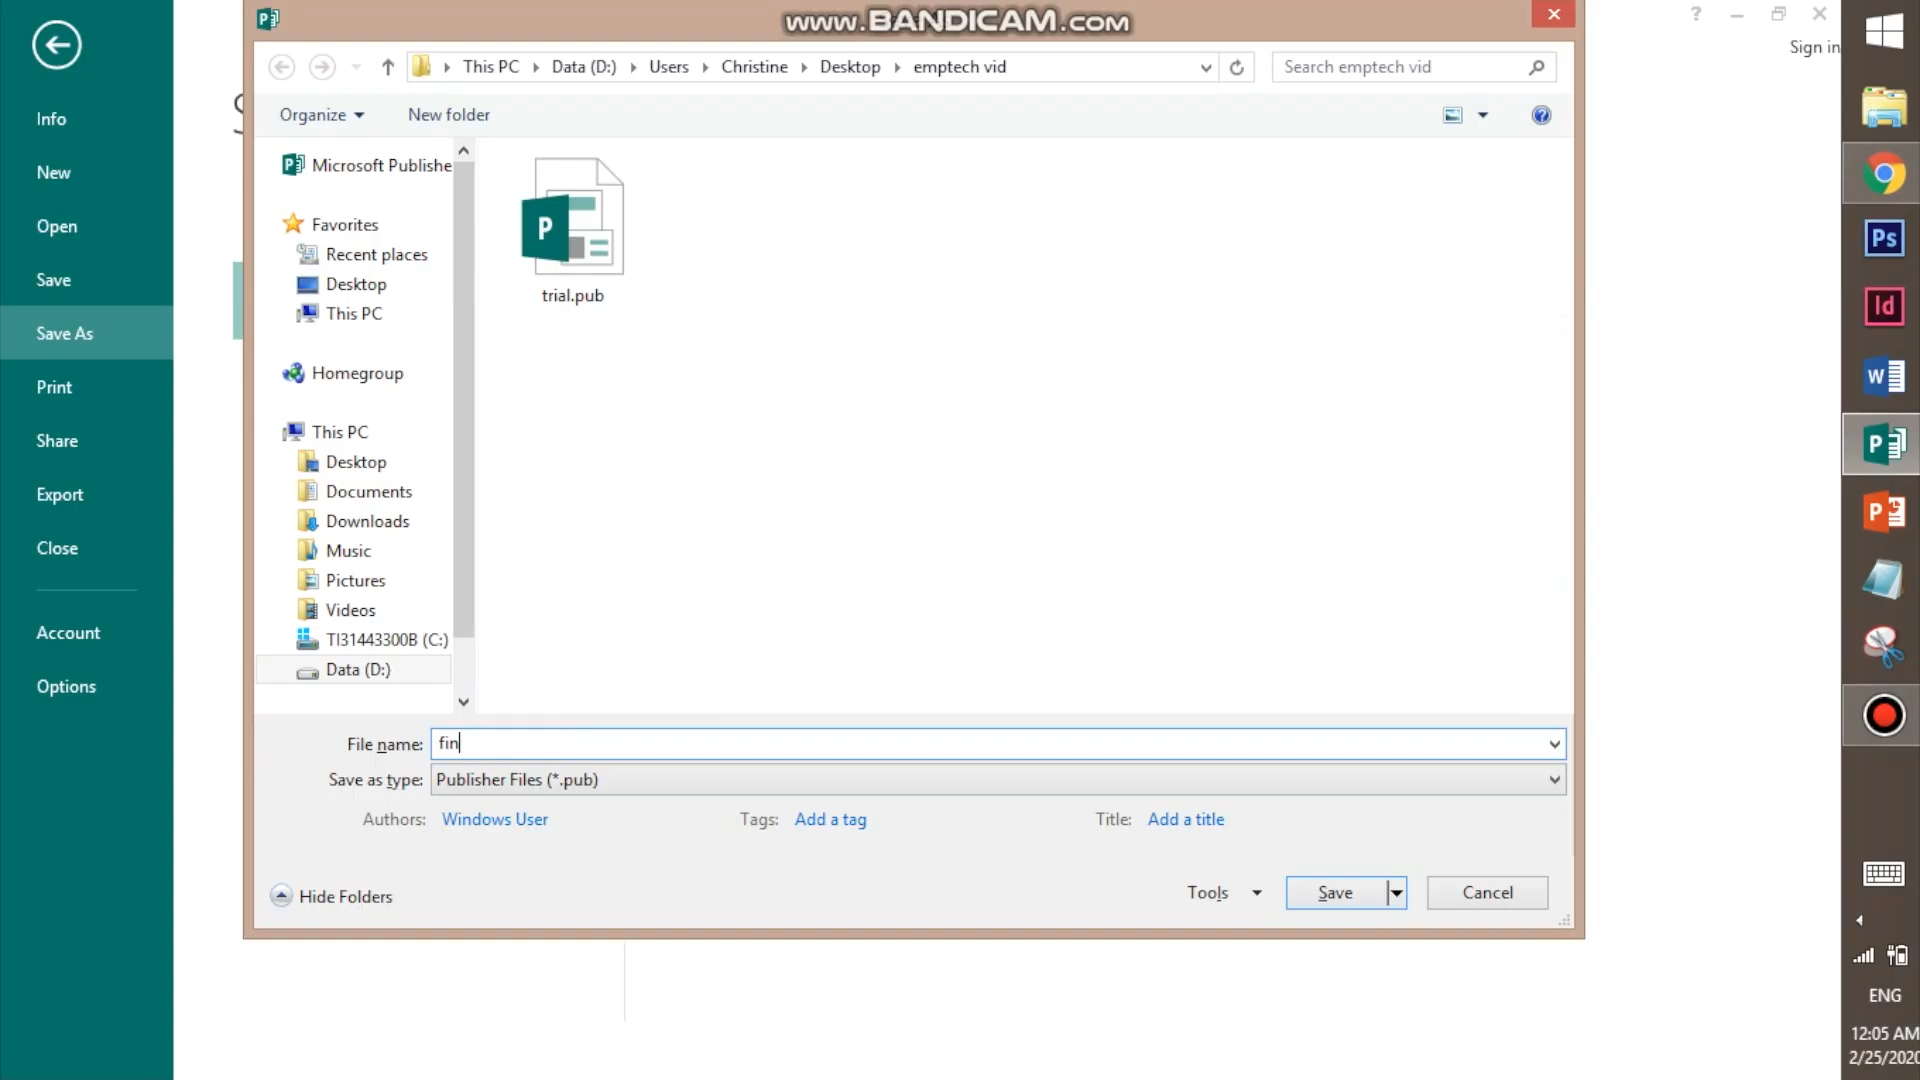 www.BANDICAM.com
?
Sign in
This PC
Data (D:)
Users
Christine
Desktop
emptech vid
Search emptech vid
Organize
New folder
Info
New
Open
Save
Save As
Print
Share
Export
Close
Account
Options
Microsoft Publishe
Favorites
Recent places
Desktop
This PC
Homegroup
This PC
Desktop
Documents
Downloads
Music
Pictures
Videos
TI31443300B (C:)
Data (D:)
P
trial.pub
File name: fin
Save as type: Publisher Files (*.pub)
Authors: Windows User
Tags: Add a tag
Title: Add a title
Hide Folders
Tools
Save
Cancel
Ps
Id
W
P
P
ENG
12:05 AM
2/25/2020